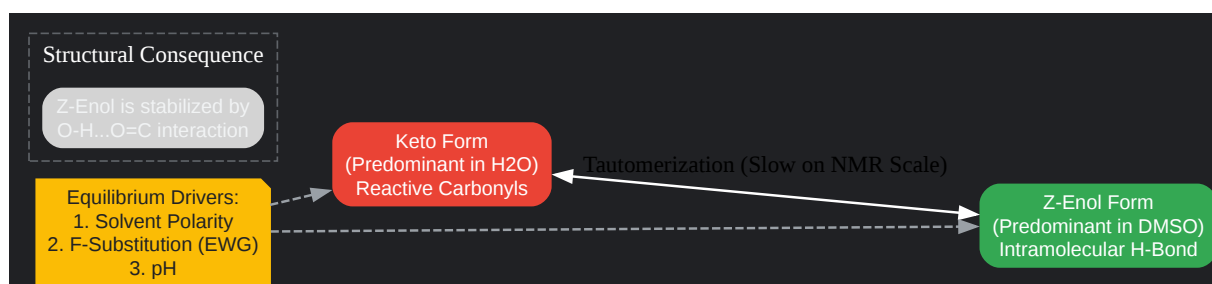 Structural Consequence
Z-Enol is stabilized by
O-H...O=C interaction
Keto Form
(Predominant in H2O)
Reactive Carbonyls
Tautomerization (Slow on NMR Scale)
Equilibrium Drivers:
1. Solvent Polarity
2. F-Substitution (EWG)
3. pH
Z-Enol Form
(Predominant in DMSO)
Intramolecular H-Bond